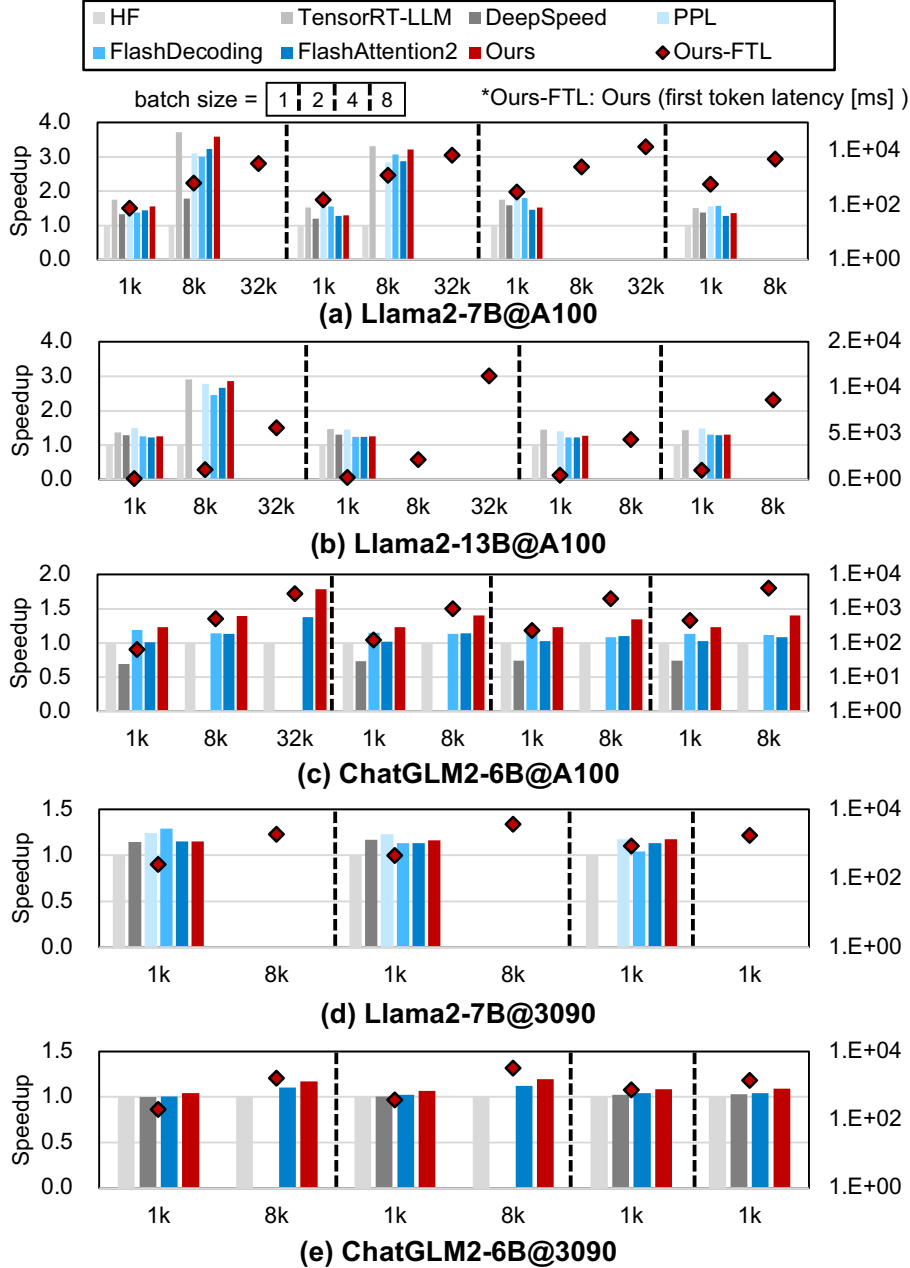 HF TensorRT-LLM DeepSpeed PPL
FlashDecoding FlashAttention2 Ours Ours-FTL
batch size = 1 2 4 8 *Ours-FTL: Ours (first token latency [ms] )
Speedup
4.0 1.E+04
3.0
2.0 1.E+02
1.0
0.0 1.E+00
1k 8k 32k 1k 8k 32k 1k 8k 32k 1k 8k
(a) Llama2-7B@A100
Speedup
4.0 2.E+04
3.0 1.E+04
2.0
1.0 5.E+03
0.0 0.E+00
1k 8k 32k 1k 8k 32k 1k 8k 1k 8k
(b) Llama2-13B@A100
Speedup
2.0 1.E+04
1.5 1.E+03
1.0 1.E+02
0.5 1.E+01
0.0 1.E+00
1k 8k 32k 1k 8k 1k 8k 1k 8k
(c) ChatGLM2-6B@A100
Speedup
1.5 1.E+04
1.0
0.5 1.E+02
0.0 1.E+00
1k 8k 1k 8k 1k 1k
(d) Llama2-7B@3090
Speedup
1.5 1.E+04
1.0
0.5 1.E+02
0.0 1.E+00
1k 8k 1k 8k 1k 1k
(e) ChatGLM2-6B@3090